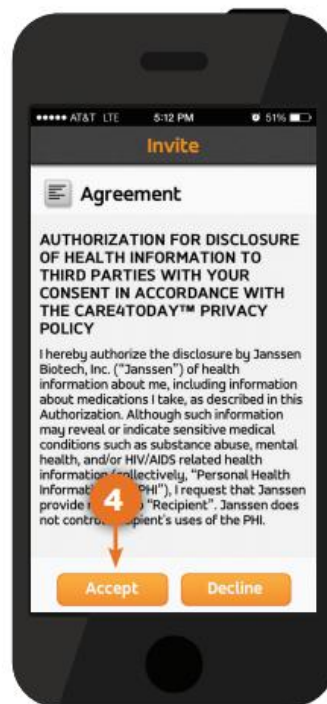 AT&T LTE 5:12 PM 51%
Invite
Agreement
AUTHORIZATION FOR DISCLOSURE
OF HEALTH INFORMATION TO
THIRD PARTIES WITH YOUR
CONSENT IN ACCORDANCE WITH
THE CARE4TODAY™ PRIVACY
POLICY
I hereby authorize the disclosure by Janssen
Biotech, Inc. ("Janssen") of health
information about me, including information
about medications I take, as described in this
Authorization. Although such information
may reveal or indicate sensitive medical
conditions such as substance abuse, mental
health, and/or HIV/AIDS related health
information (collectively, "Personal Health
"PHI"), I request that Janssen
provide "Recipient". Janssen does
not uses of the PHI.
4
Accept Decline